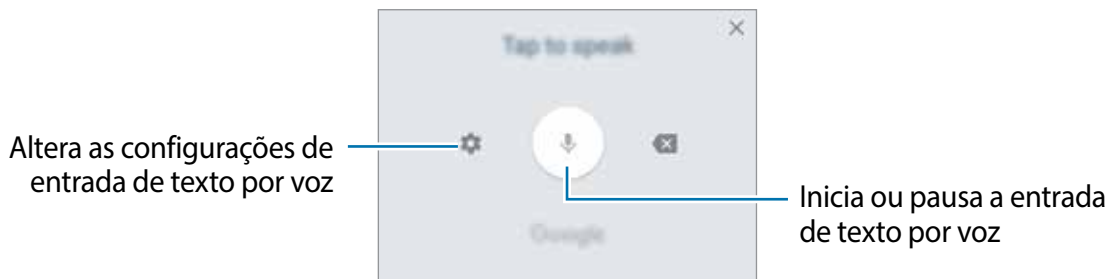 Tap to speak
Altera as configurações de
entrada de texto por voz
Inicia ou pausa a entrada
de texto por voz
Google